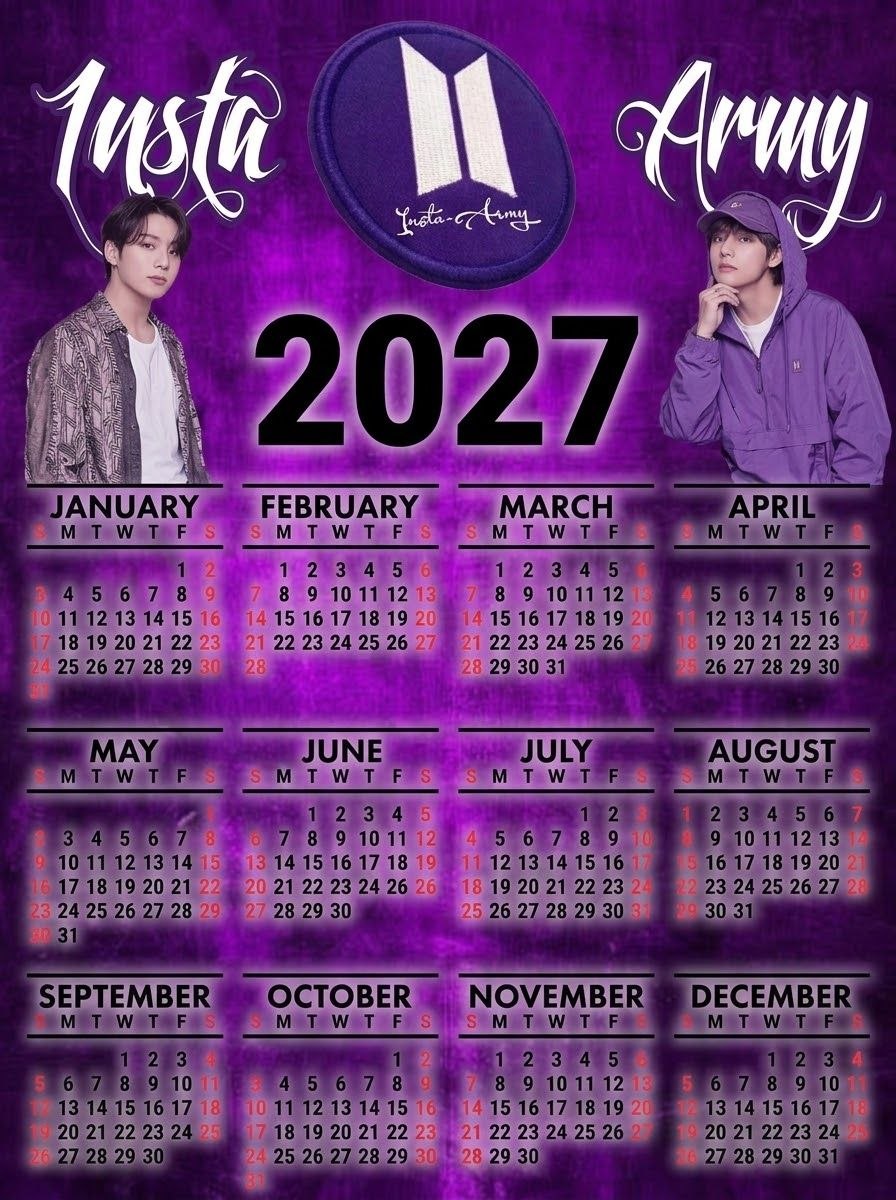 Insta Army
Insta-Army
2027
JANUARY
S M T W T F S
1 2
3 4 5 6 7 8 9
10 11 12 13 14 15 16
17 18 19 20 21 22 23
24 25 26 27 28 29 30
31
FEBRUARY
S M T W T F S
1 2 3 4 5 6
7 8 9 10 11 12 13
14 15 16 17 18 19 20
21 22 23 24 25 26 27
28
MARCH
S M T W T F S
1 2 3 4 5 6
7 8 9 10 11 12 13
14 15 16 17 18 19 20
21 22 23 24 25 26 27
28 29 30 31
APRIL
S M T W T F S
1 2 3
4 5 6 7 8 9 10
11 12 13 14 15 16 17
18 19 20 21 22 23 24
25 26 27 28 29 30
MAY
S M T W T F S
1
2 3 4 5 6 7 8
9 10 11 12 13 14 15
16 17 18 19 20 21 22
23 24 25 26 27 28 29
30 31
JUNE
S M T W T F S
1 2 3 4 5
6 7 8 9 10 11 12
13 14 15 16 17 18 19
20 21 22 23 24 25 26
27 28 29 30
JULY
S M T W T F S
1 2 3
4 5 6 7 8 9 10
11 12 13 14 15 16 17
18 19 20 21 22 23 24
25 26 27 28 29 30 31
AUGUST
S M T W T F S
1 2 3 4 5 6 7
8 9 10 11 12 13 14
15 16 17 18 19 20 21
22 23 24 25 26 27 28
29 30 31
SEPTEMBER
S M T W T F S
1 2 3 4
5 6 7 8 9 10 11
12 13 14 15 16 17 18
19 20 21 22 23 24 25
26 27 28 29 30
OCTOBER
S M T W T F S
1 2
3 4 5 6 7 8 9
10 11 12 13 14 15 16
17 18 19 20 21 22 23
24 25 26 27 28 29 30
31
NOVEMBER
S M T W T F S
1 2 3 4 5 6
7 8 9 10 11 12 13
14 15 16 17 18 19 20
21 22 23 24 25 26 27
28 29 30
DECEMBER
S M T W T F S
1 2 3 4
5 6 7 8 9 10 11
12 13 14 15 16 17 18
19 20 21 22 23 24 25
26 27 28 29 30